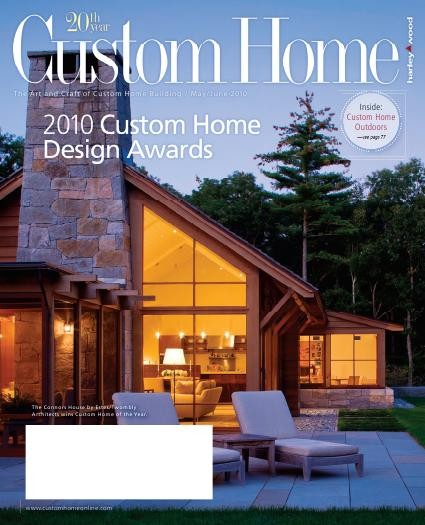 20th
year
Custom Home
harley wood
The Art and Craft of Custom Home Building / May/June 2010
2010 Custom Home
Design Awards
Inside:
Custom Home
Outdoors
—see page 77
The Connors House by Estes/Twombly
Architects wins Custom Home of the Year.
www.customhomeonline.com